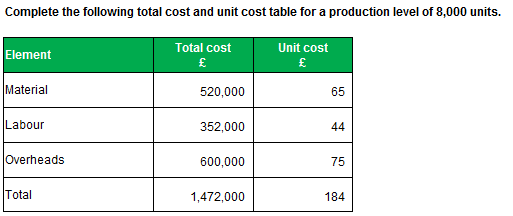 Complete the following total cost and unit cost table for a production level of 8,000 units.
Element Total cost £ Unit cost £
Material 520,000 65
Labour 352,000 44
Overheads 600,000 75
Total 1,472,000 184